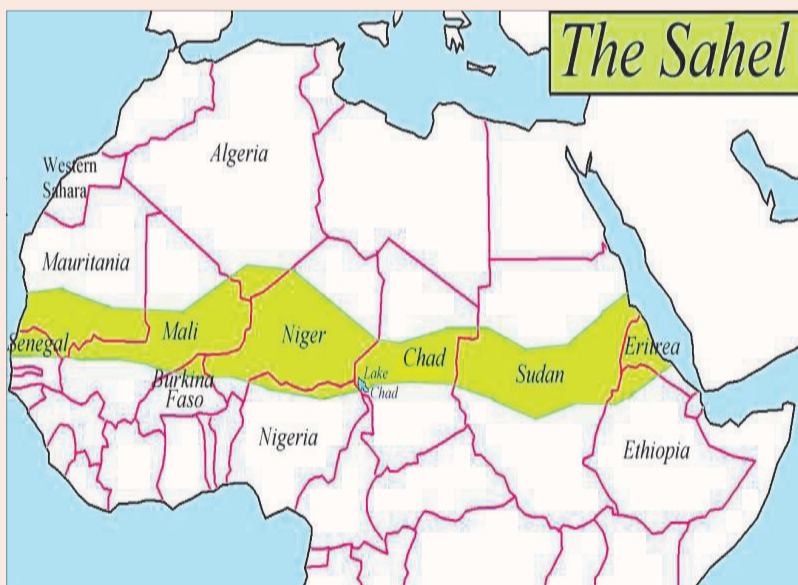 The Sahel
Algeria
Western
Sahara
Mauritania
Senegal
Mali
Niger
Chad
Sudan
Eritrea
Lake
Chad
Burkina
Faso
Nigeria
Ethiopia